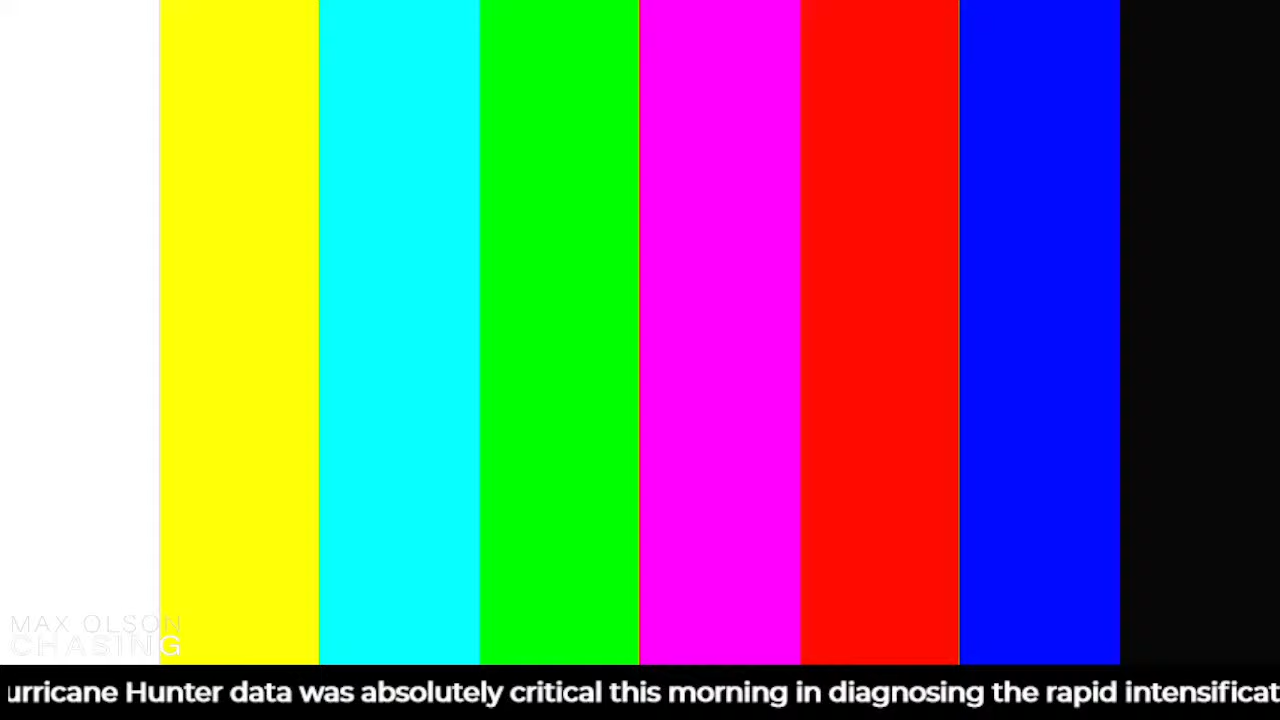 MAX OLSON
CHASING
urricane Hunter data was absolutely critical this morning in diagnosing the rapid intensificat